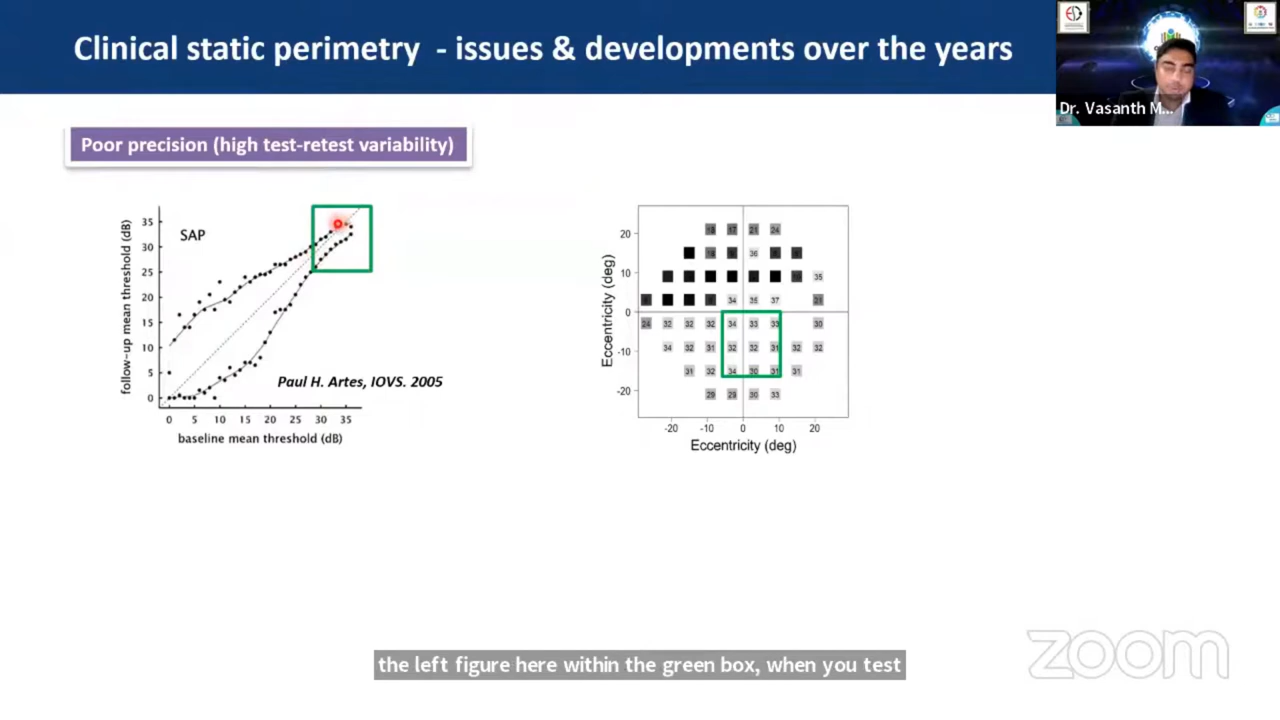 Clinical static perimetry - issues & developments over the years
Dr. Vasanth M...
Poor precision (high test-retest variability)
follow-up mean threshold (dB)
35
30
25
20
15
10
5
0
SAP
Paul H. Artes, IOVS. 2005
0 5 10 15 20 25 30 35
baseline mean threshold (dB)
Eccentricity (deg)
20
10
0
-10
-20
17 21 24
36
35
34 35 37
21
24 32 32 32 34 33 33 30
34 32 31 32 32 31 32 32
31 32 34 30 31 31
29 29 30 33
-20 -10 0 10 20
Eccentricity (deg)
the left figure here within the green box, when you test
zoom